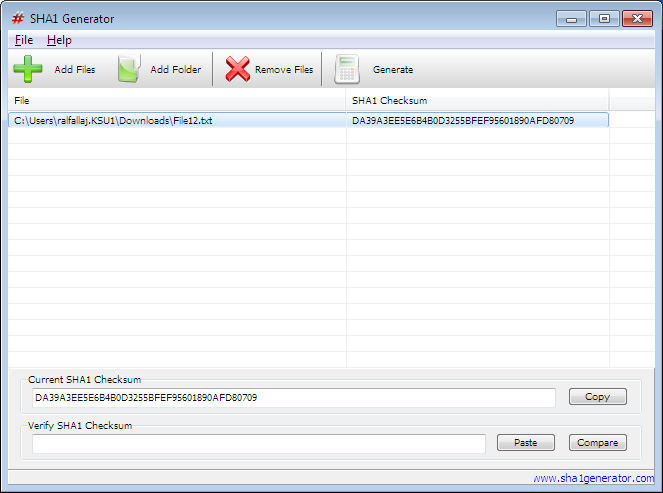 SHA1 Generator
File Help
Add Files Add Folder Remove Files Generate
File SHA1 Checksum
C:\Users\ralfallaj.KSU1\Downloads\File12.txt DA39A3EE5E6B4B0D3255BFEF95601890AFD80709
Current SHA1 Checksum
DA39A3EE5E6B4B0D3255BFEF95601890AFD80709 Copy
Verify SHA1 Checksum
Paste Compare
www.sha1generator.com